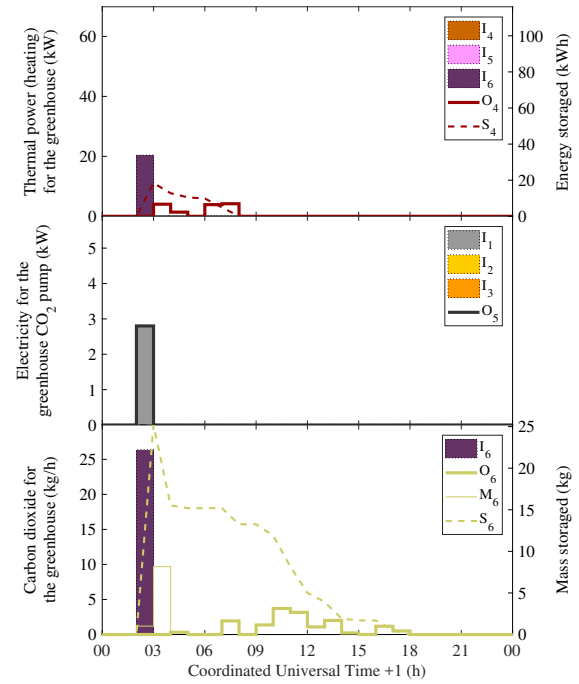 Thermal power (heating)
for the greenhouse (kW)
60
40
20
0
I4
I5
I6
O4
S4
100
80
60
40
20
0
Energy storaged (kWh)
Electricity for the
greenhouse CO2 pump (kW)
5
4
3
2
1
0
I1
I2
I3
O5
Carbon dioxide for
the greenhouse (kg/h)
25
20
15
10
5
0
I6
O6
M6
S6
25
20
15
10
5
0
Mass storaged (kg)
00 03 06 09 12 15 18 21 00
Coordinated Universal Time +1 (h)